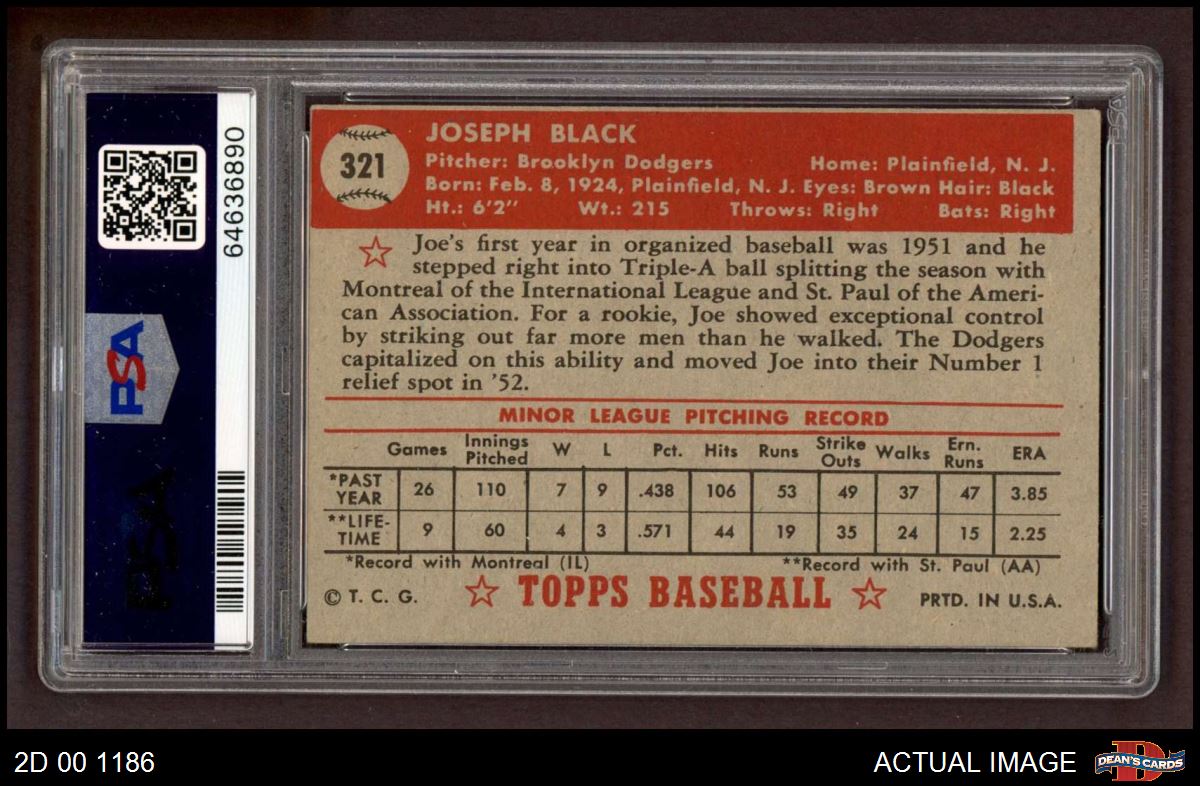 64636890
PSA
PSA
321
JOSEPH BLACK
Pitcher: Brooklyn Dodgers Home: Plainfield, N. J.
Born: Feb. 8, 1924, Plainfield, N. J. Eyes: Brown Hair: Black
Ht.: 6'2" Wt.: 215 Throws: Right Bats: Right
Joe's first year in organized baseball was 1951 and he
stepped right into Triple-A ball splitting the season with
Montreal of the International League and St. Paul of the Ameri-
can Association. For a rookie, Joe showed exceptional control
by striking out far more men than he walked. The Dodgers
capitalized on this ability and moved Joe into their Number 1
relief spot in '52.
MINOR LEAGUE PITCHING RECORD
Games Innings Pitched W L Pct. Hits Runs Strike Outs Walks Ern. Runs ERA
*PAST YEAR 26 110 7 9 .438 106 53 49 37 47 3.85
**LIFE-TIME 9 60 4 3 .571 44 19 35 24 15 2.25
*Record with Montreal (IL) **Record with St. Paul (AA)
© T. C. G. TOPPS BASEBALL PRTD. IN U.S.A.
2D 00 1186
ACTUAL IMAGE
DEAN'S CARDS